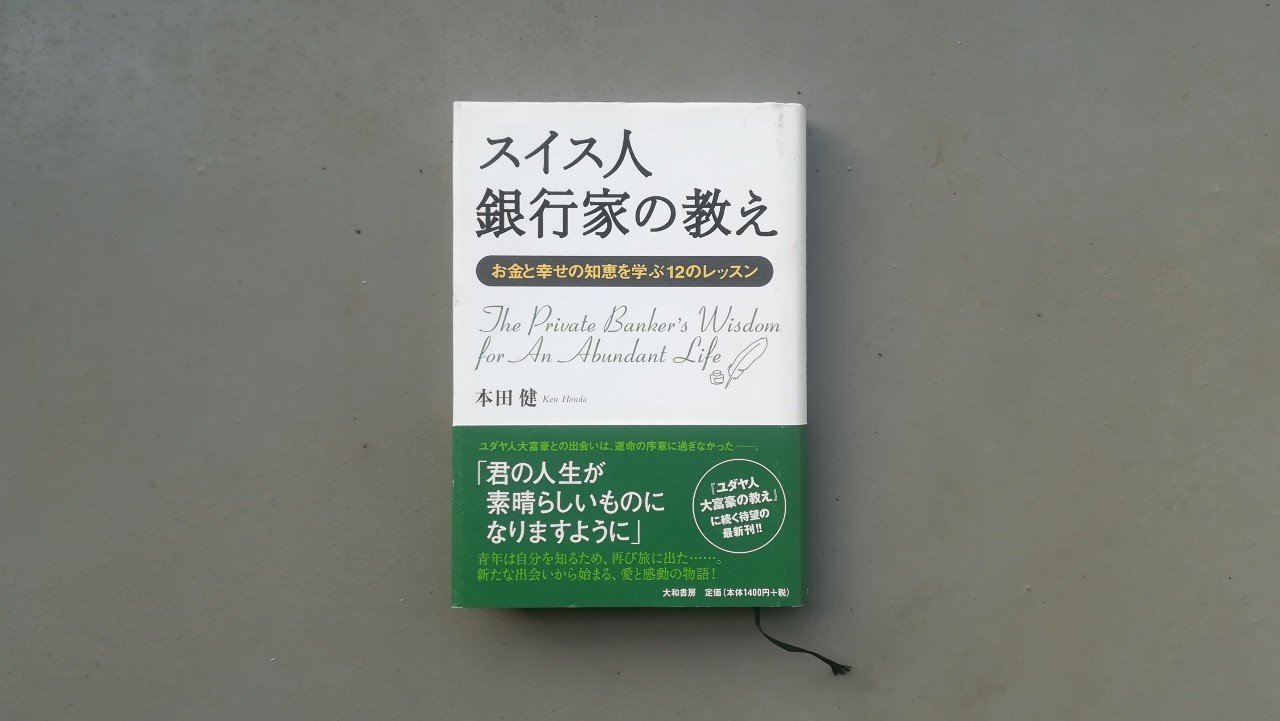 スイス人
銀行家の教え
お金と幸せの知恵を学ぶ12のレッスン
The Private Banker's Wisdom
for An Abundant Life
本田 健 Ken Honda
ユダヤ人大富豪との出会いは、運命の序章に過ぎなかった――。
「君の人生が
素晴らしいものに
なりますように」
『ユダヤ人
大富豪の教え』
に続く待望の
最新刊!!
青年は自分を知るため、再び旅に出た……。
新たな出会いから始まる、愛と感動の物語!
大和書房 定価(本体1400円+税)